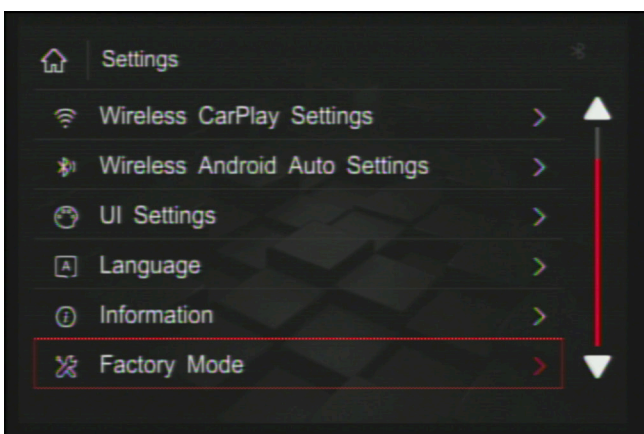 Settings
Wireless CarPlay Settings
Wireless Android Auto Settings
UI Settings
A Language
Information
Factory Mode